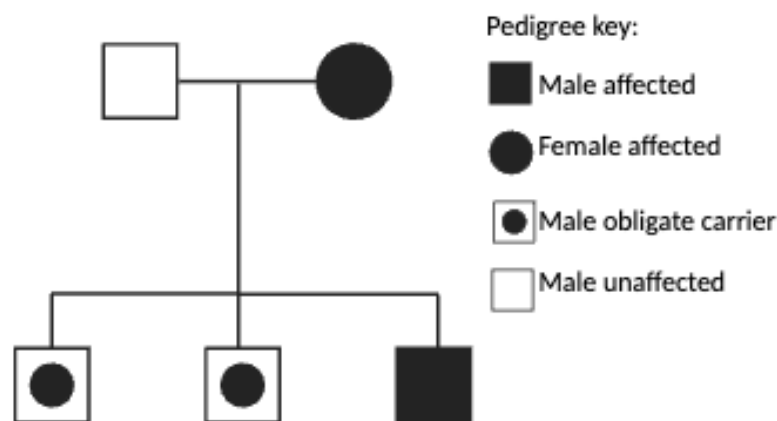 Pedigree key:
Male affected
Female affected
Male obligate carrier
Male unaffected